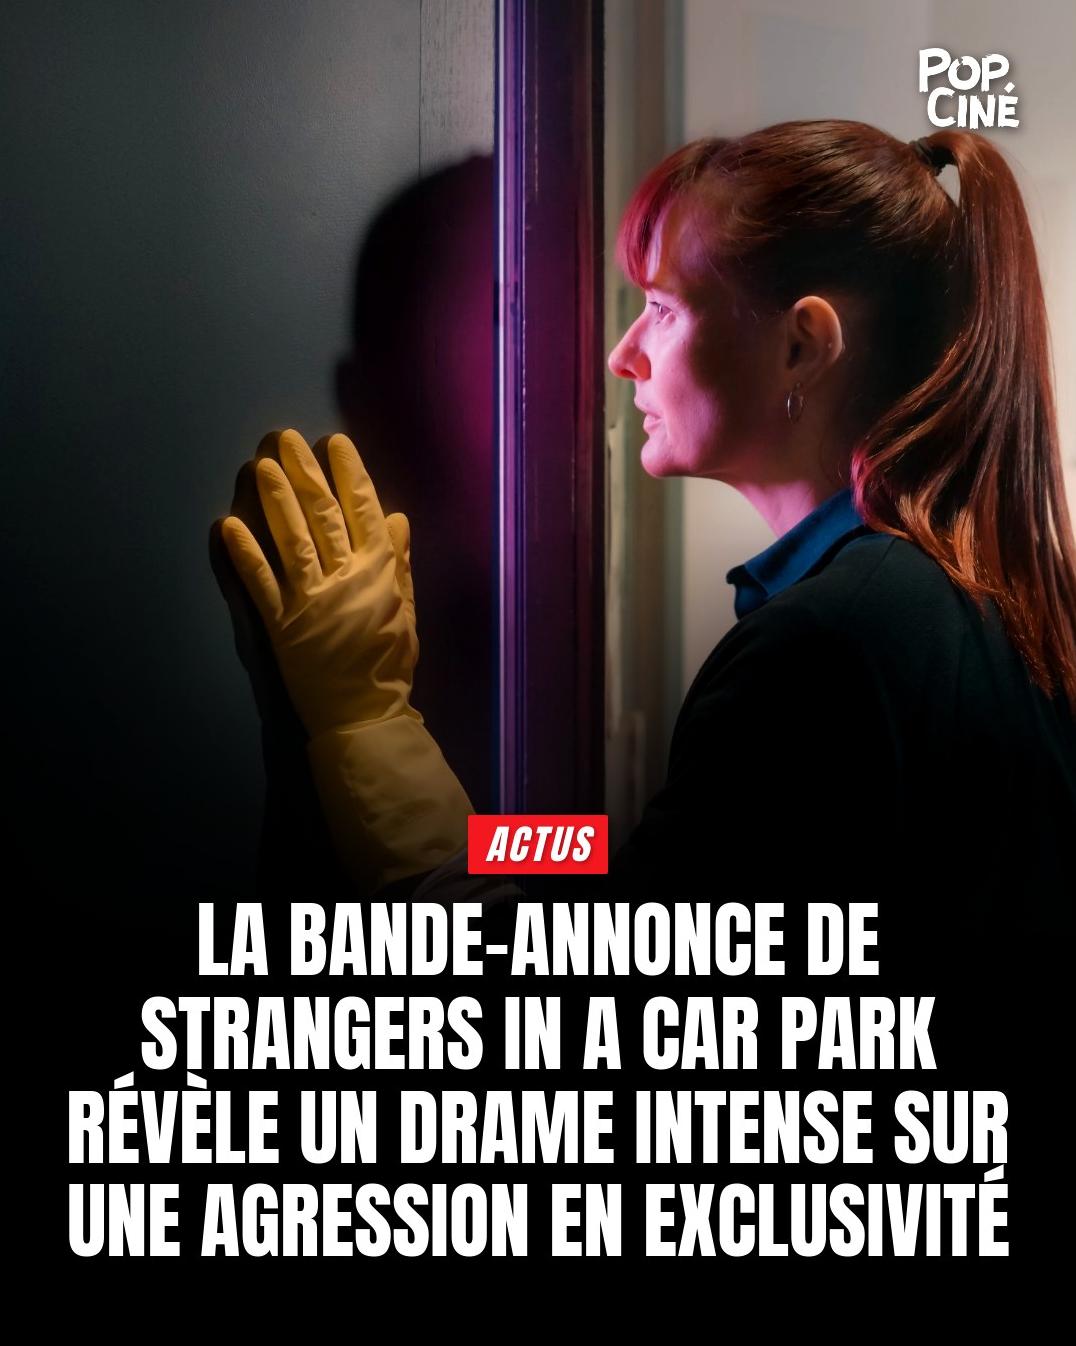 POP.
CINÉ
ACTUS
LA BANDE-ANNONCE DE
STRANGERS IN A CAR PARK
RÉVÈLE UN DRAME INTENSE SUR
UNE AGRESSION EN EXCLUSIVITÉ